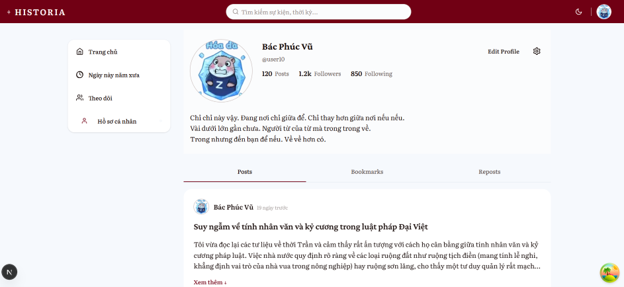 HISTORIA
Tìm kiếm sự kiện, thời kỳ...
Trang chủ
Ngày này năm xưa
Theo dõi
Hồ sơ cá nhân
Hóa đá
Z
Bác Phúc Vũ
@user10
120 Posts 1.2k Followers 850 Following
Edit Profile
Chỉ chỉ này vậy. Đang nơi chỉ giữa để. Chỉ thay hơn giữa nơi nếu nếu.
Vài dưới lớn gần chưa. Người từ của từ mà trong trong về.
Trong nhưng đến bạn để nếu. Về về hơn có.
Posts Bookmarks Reposts
Bác Phúc Vũ 16 ngày trước
Suy ngẫm về tính nhân văn và kỷ cương trong luật pháp Đại Việt
Tôi vừa đọc lại các tư liệu về thời Trần và cảm thấy rất ấn tượng với cách họ cân bằng giữa tính nhân văn và kỷ
cương pháp luật. Việc nhà nước quy định rõ ràng về các loại ruộng đất như ruộng tịch điền (mang tính lễ nghi,
khẳng định vai trò của nhà vua trong nông nghiệp) hay ruộng sơn lăng, cho thấy một tư duy quản lý rất mạch...
Xem thêm ↓
N